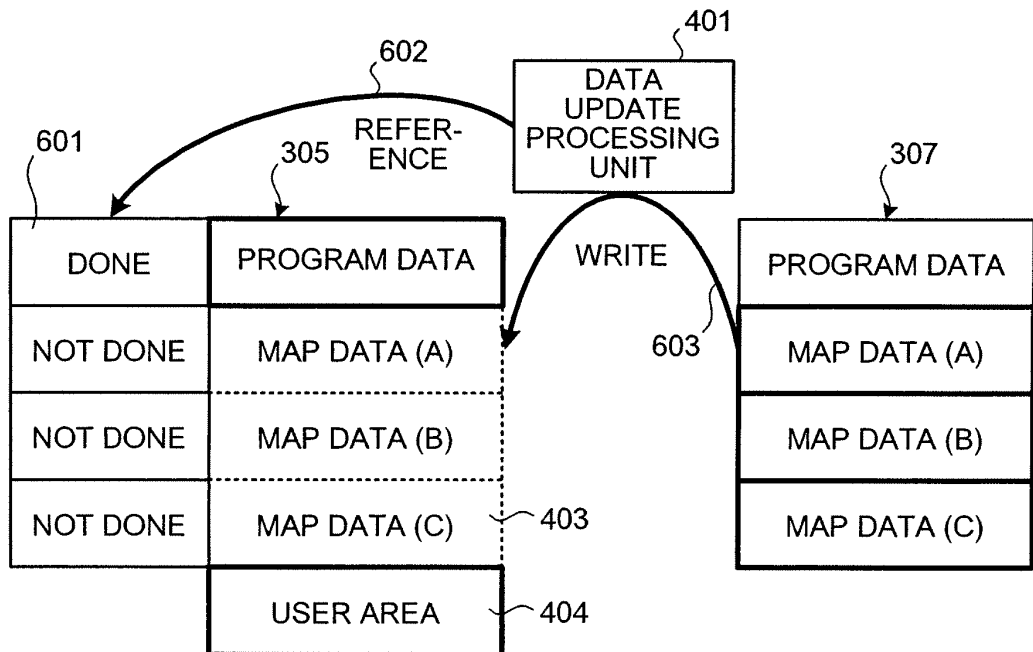 401
602
DATA
UPDATE
PROCESSING
UNIT
REFER-
ENCE
601
305
307
DONE
PROGRAM DATA
WRITE
PROGRAM DATA
NOT DONE
MAP DATA (A)
603
MAP DATA (A)
NOT DONE
MAP DATA (B)
MAP DATA (B)
NOT DONE
MAP DATA (C)
403
MAP DATA (C)
USER AREA
404